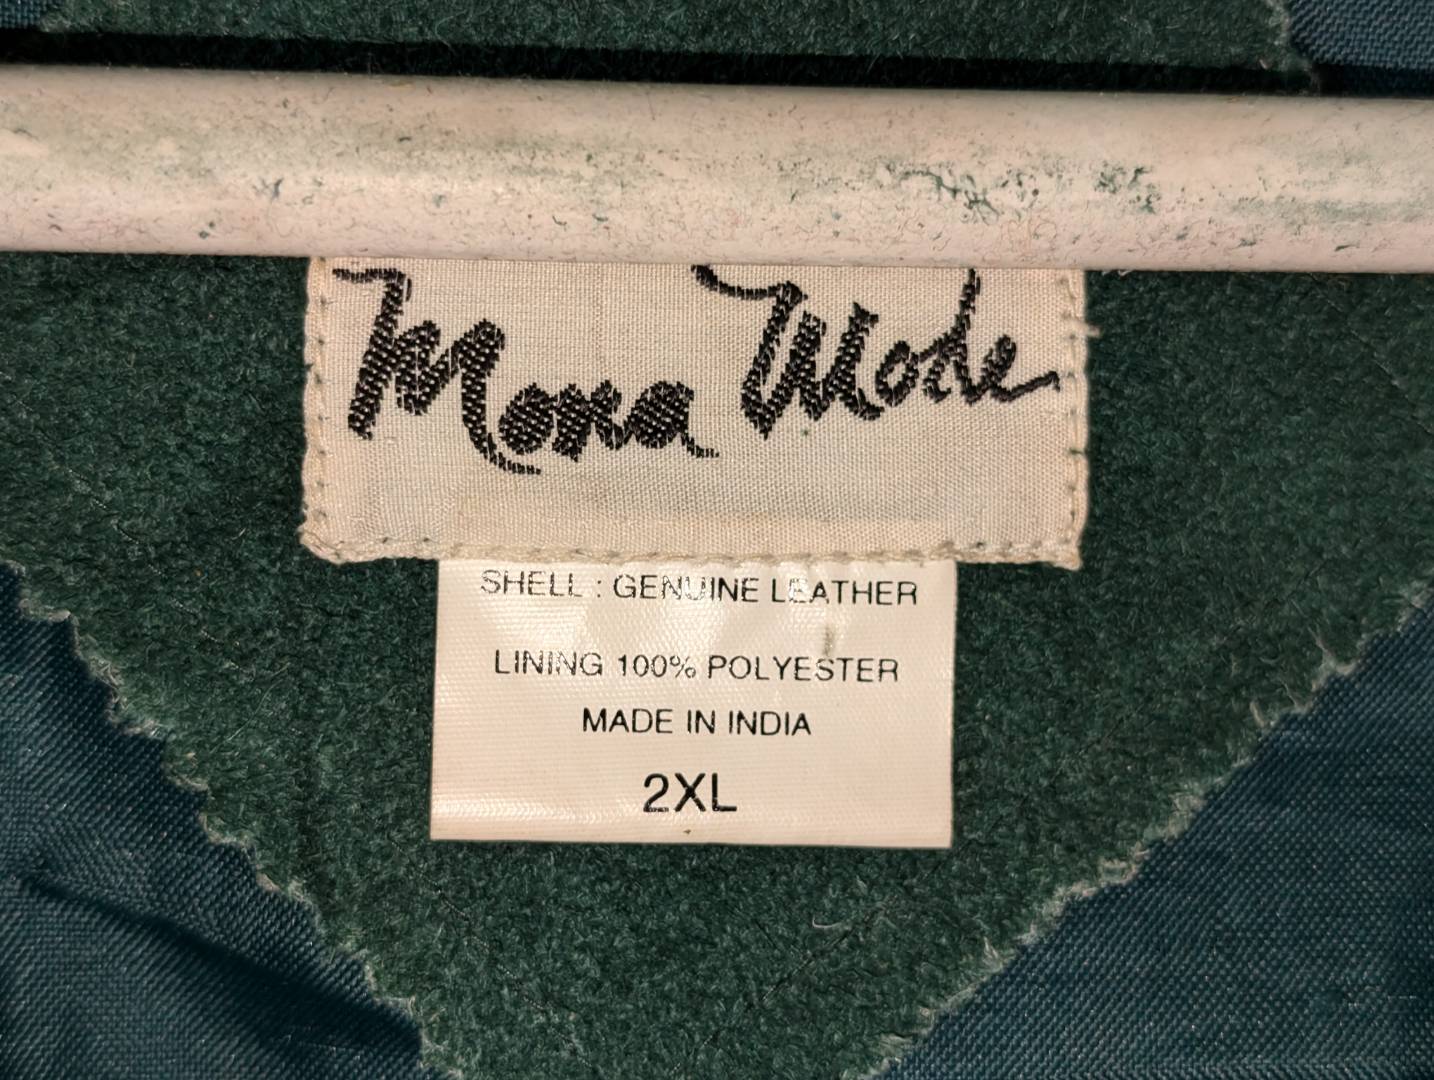 Mona Mode
SHELL : GENUINE LEATHER
LINING 100% POLYESTER
MADE IN INDIA
2XL